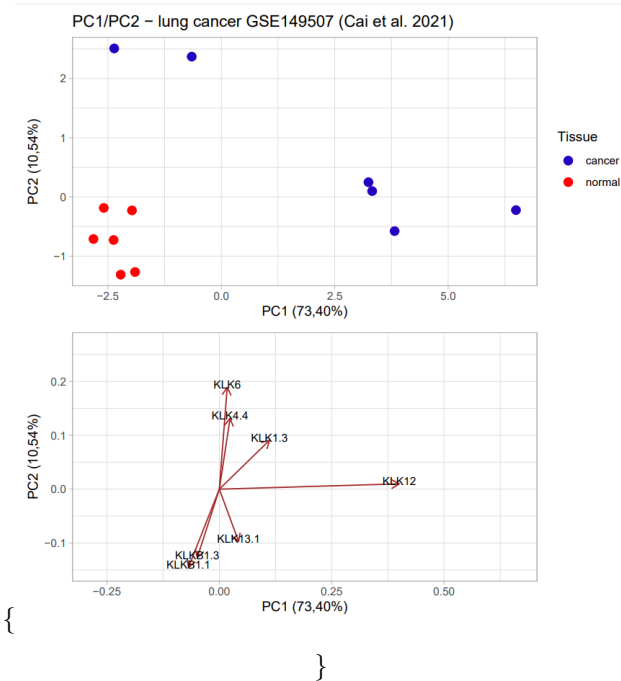 PC1/PC2 − lung cancer GSE149507 (Cai et al. 2021)
2
1
0
−1
PC2 (10,54%)
−2.5 0.0 2.5 5.0
PC1 (73,40%)
Tissue
cancer
normal
0.2
0.1
0.0
−0.1
PC2 (10,54%)
KLK6
KLK4.4
KLK1.3
KLK12
KLK13.1
KLKB1.3
KLKB1.1
−0.25 0.00 0.25 0.50
PC1 (73,40%)
{
}